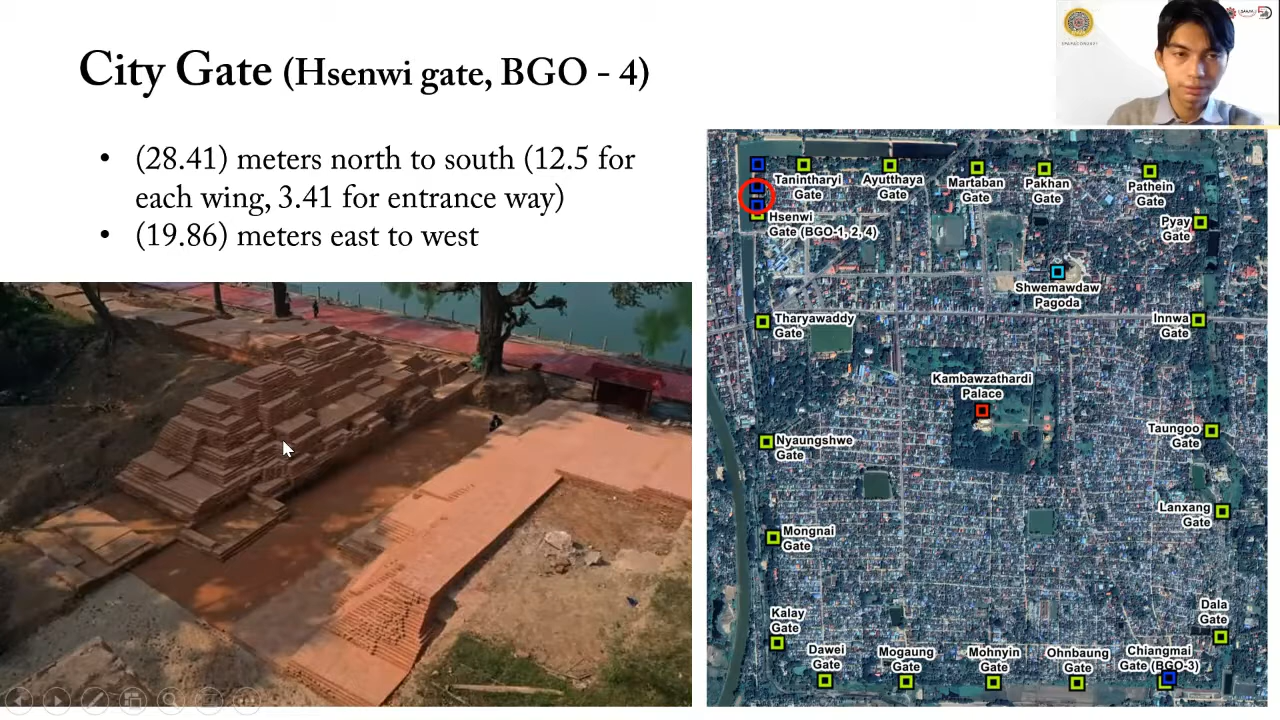 City Gate (Hsenwi gate, BGO - 4)
• (28.41) meters north to south (12.5 for
each wing, 3.41 for entrance way)
• (19.86) meters east to west
Tanintharyi
Gate
Ayutthaya
Gate
Martaban
Gate
Pakhan
Gate
Pathein
Gate
Hsenwi
Gate (BGO-1, 2, 4)
Pyay
Gate
Shwemawdaw
Pagoda
Tharyawaddy
Gate
Innwa
Gate
Kambawzathardi
Palace
Nyaungshwe
Gate
Taungoo
Gate
Lanxang
Gate
Mongnai
Gate
Kalay
Gate
Dala
Gate
Dawei
Gate
Mogaung
Gate
Mohnyin
Gate
Ohnbaung
Gate
Chiangmai
Gate (BGO-3)